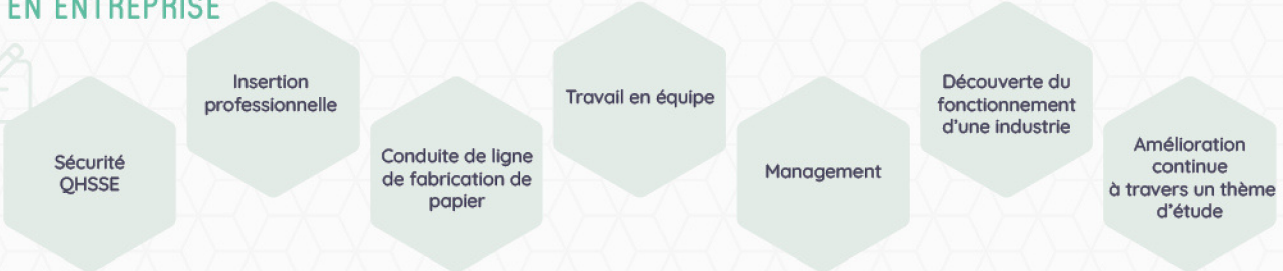 EN ENTREPRISE
Sécurité
QHSSE
Insertion
professionnelle
Conduite de ligne
de fabrication de
papier
Travail en équipe
Management
Découverte du
fonctionnement
d'une industrie
Amélioration
continue
à travers un thème
d'étude